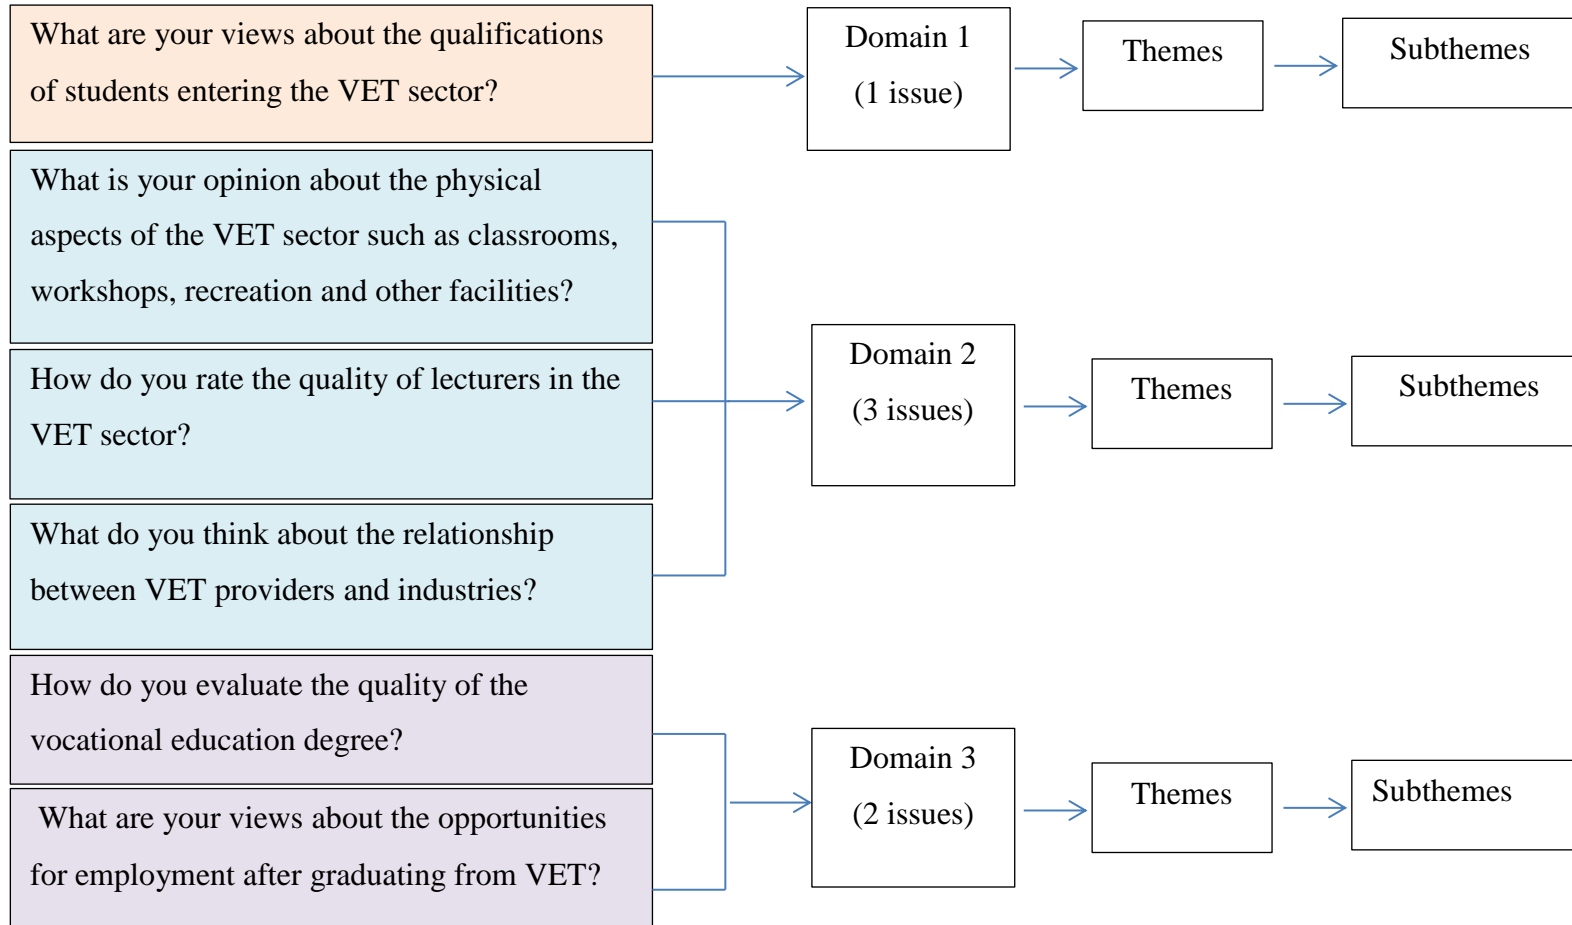 What are your views about the qualifications
of students entering the VET sector?
Domain 1
(1 issue)
Themes
Subthemes
What is your opinion about the physical
aspects of the VET sector such as classrooms,
workshops, recreation and other facilities?
How do you rate the quality of lecturers in the
VET sector?
What do you think about the relationship
between VET providers and industries?
Domain 2
(3 issues)
Themes
Subthemes
How do you evaluate the quality of the
vocational education degree?
What are your views about the opportunities
for employment after graduating from VET?
Domain 3
(2 issues)
Themes
Subthemes